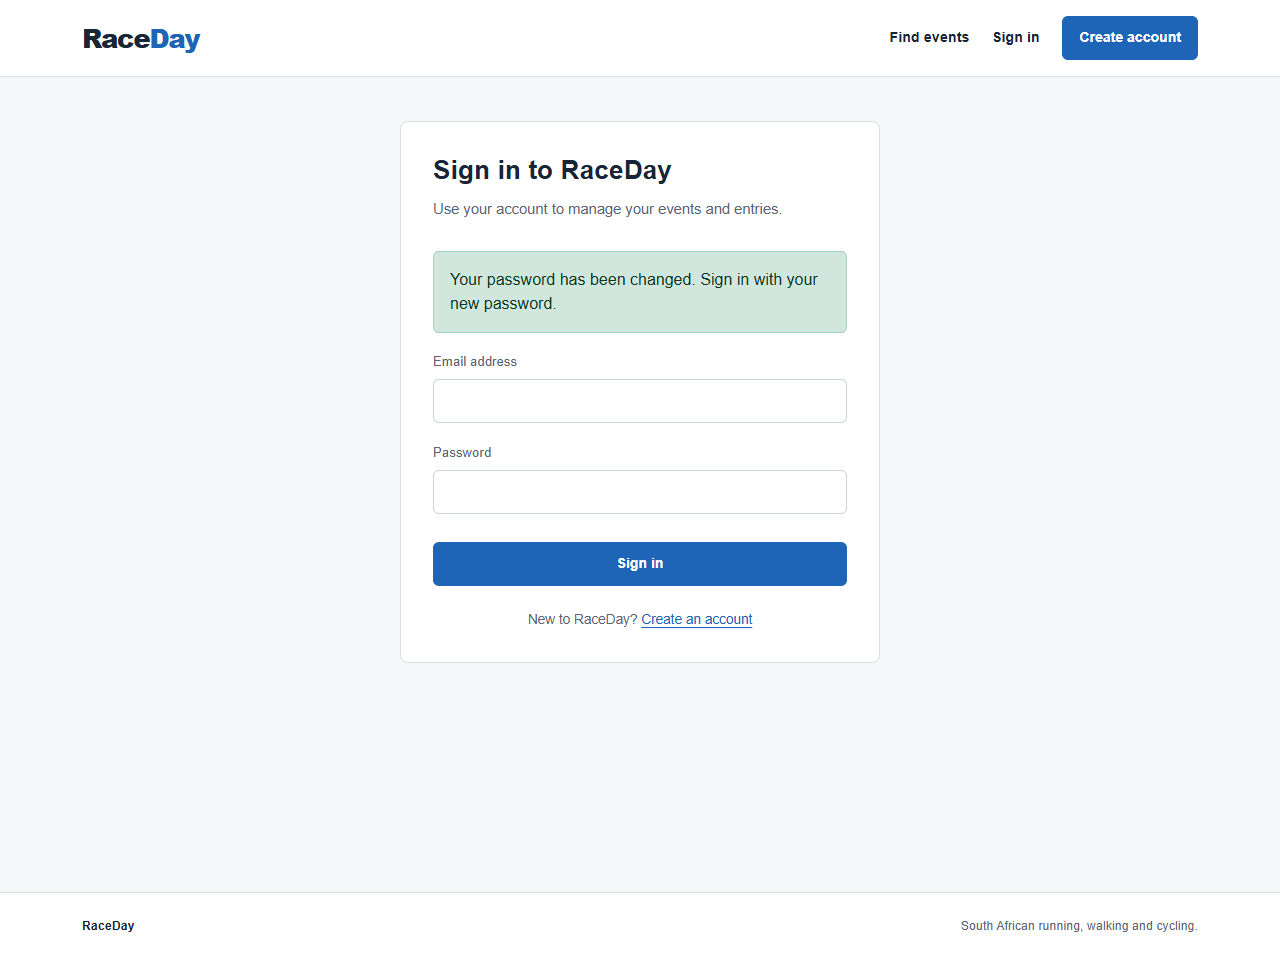 RaceDay
Find events
Sign in
Create account
Sign in to RaceDay
Use your account to manage your events and entries.
Your password has been changed. Sign in with your
new password.
Email address
Password
Sign in
New to RaceDay? Create an account
RaceDay
South African running, walking and cycling.